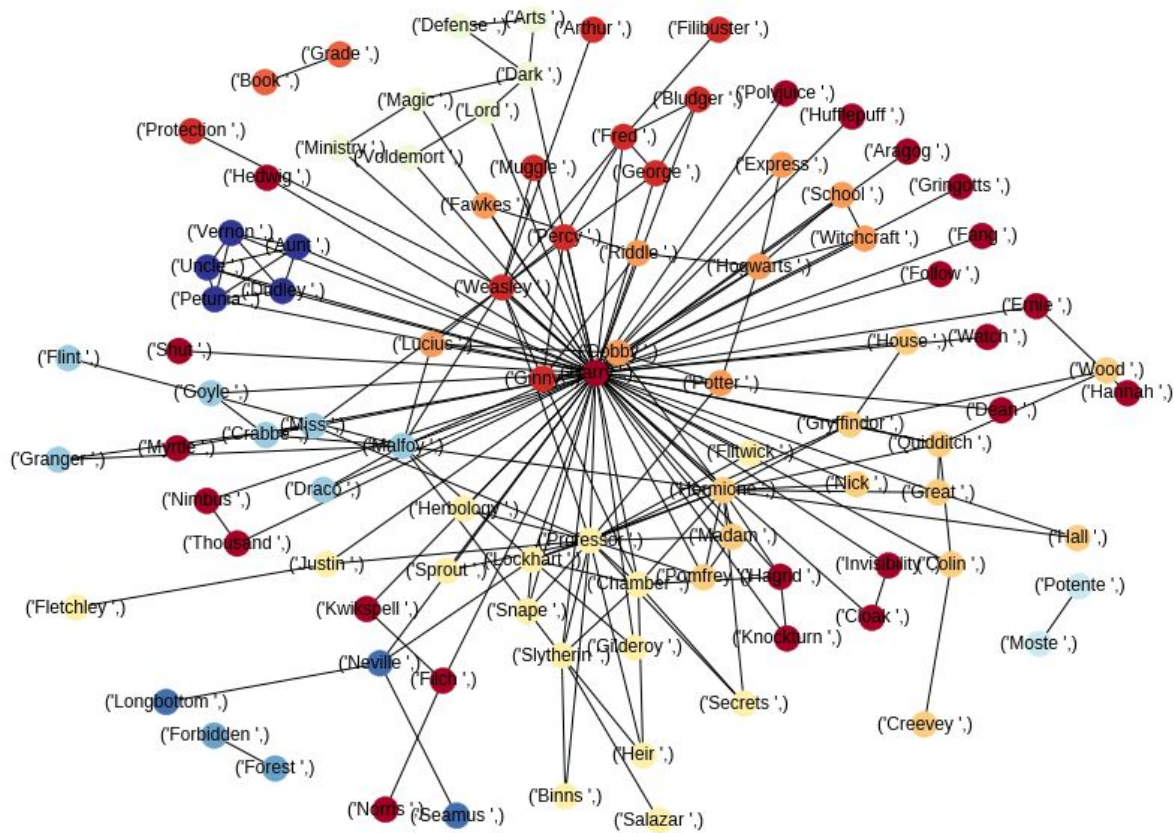 ('Defense ',)
('Arts ',)
('Arthur ',)
('Filibuster ',)
('Grade ',)
('Book ',)
('Dark ',)
('Magic ',)
('Lord ',)
('Bludger ',)
('Polyjuice ',)
('Hufflepuff ',)
('Protection ',)
('Ministry ',)
('Voldemort ',)
('Fred ',)
('Muggle ',)
('George ',)
('Aragog ',)
('Hedwig ',)
('Express ',)
('Gringotts ',)
('School ',)
('Fawkes ',)
('Vernon ',)
('Aunt ',)
('Percy ',)
('Riddle ',)
('Witchcraft ',)
('Fang ',)
('Uncle ',)
('Hogwarts ',)
('Follow ',)
('Petunia ',)
('Dudley ',)
('Weasley ',)
('Ernie ',)
('Flint ',)
('Shut ',)
('Lucius ',)
('Dobby ',)
('House ',)
('Watch ',)
('Goyle ',)
('Ginny ',)
('Harry ',)
('Potter ',)
('Wood ',)
('Hannah ',)
('Dean ',)
('Granger ',)
('Myrtle ',)
('Crabbe ',)
('Miss ',)
('Malfoy ',)
('Gryffindor ',)
('Quidditch ',)
('Flitwick ',)
('Nimbus ',)
('Draco ',)
('Hermione ',)
('Nick ',)
('Great ',)
('Herbology ',)
('Thousand ',)
('Professor ',)
('Madam ',)
('Hall ',)
('Justin ',)
('Sprout ',)
('Lockhart ',)
('Chamber ',)
('Pomfrey ',)
('Hagrid ',)
('Invisibility ',)
('Colin ',)
('Potente ',)
('Fletchley ',)
('Kwikspell ',)
('Snape ',)
('Cloak ',)
('Knockturn ',)
('Moste ',)
('Neville ',)
('Slytherin ',)
('Gilderoy ',)
('Filch ',)
('Longbottom ',)
('Secrets ',)
('Creevey ',)
('Forbidden ',)
('Forest ',)
('Heir ',)
('Binns ',)
('Norris ',)
('Seamus ',)
('Salazar ',)